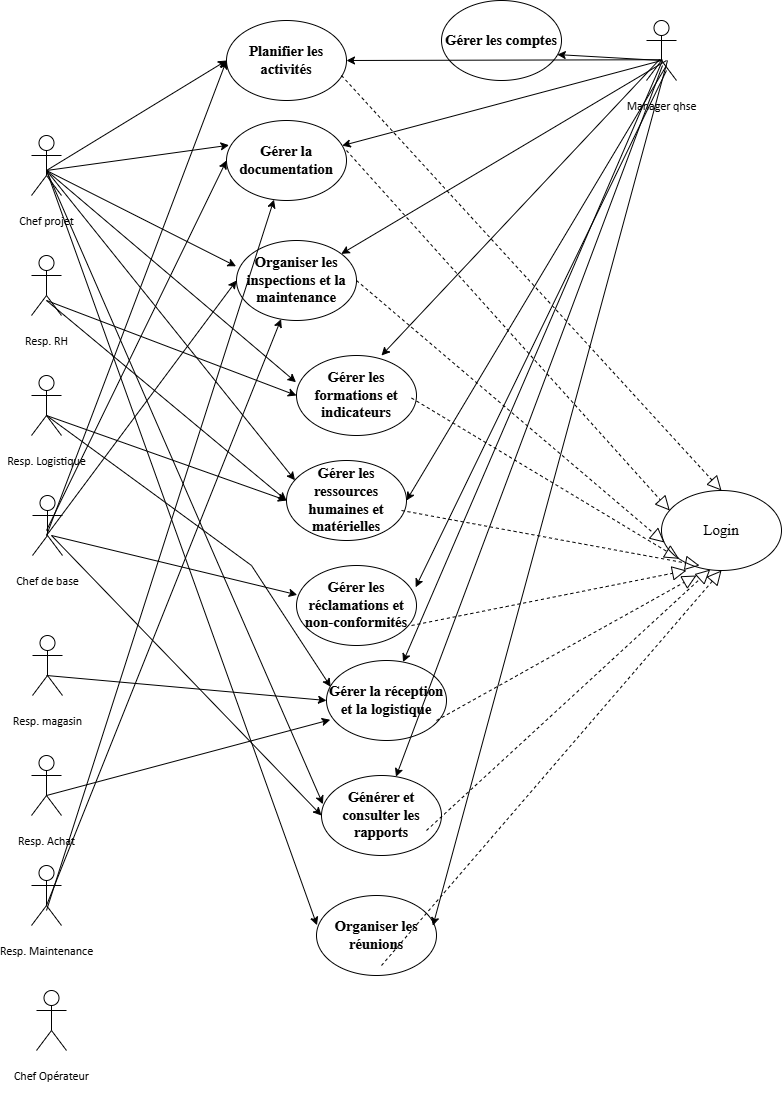 Gérer les comptes
Planifier les
activités
Manager qhse
Gérer la
documentation
Chef projet
Organiser les
inspections et la
maintenance
Resp. RH
Gérer les
formations et
indicateurs
Resp. Logistique
Gérer les
ressources
humaines et
matérielles
Login
Chef de base
Gérer les
réclamations et
non-conformités
Gérer la réception
et la logistique
Resp. magasin
Générer et
consulter les
rapports
Resp. Achat
Organiser les
réunions
Resp. Maintenance
Chef Opérateur